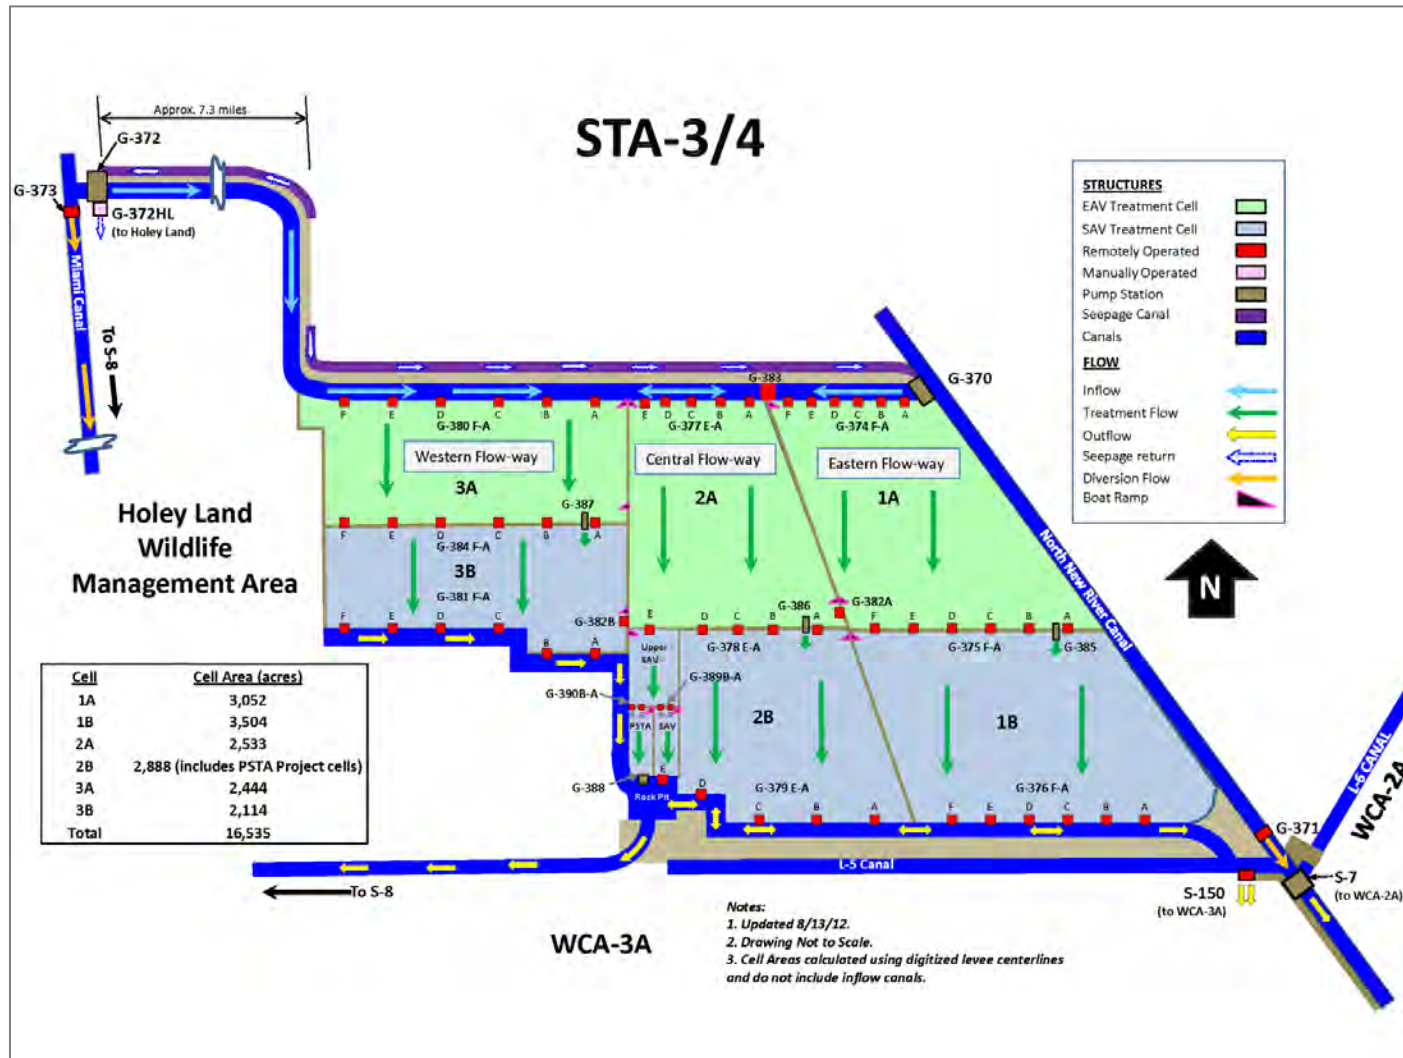 STA-3/4
Approx. 7.3 miles
G-372
G-373
G-372HL
(to Holey Land)
Miami Canal
To S-8
STRUCTURES
EAV Treatment Cell
SAV Treatment Cell
Remotely Operated
Manually Operated
Pump Station
Seepage Canal
Canals
FLOW
Inflow
Treatment Flow
Outflow
Seepage return
Diversion Flow
Boat Ramp
N
G-383
G-370
F E D C B A E D C B A F E D C B A
G-380 F-A
G-377 E-A
G-374 F-A
Western Flow-way
Central Flow-way
Eastern Flow-way
3A
2A
1A
G-387
F E D C B A
G-384 F-A
3B
G-381 F-A
North New River Canal
Holey Land
Wildlife
Management Area
F E D C
B A
G-382B
E
D C B A
G-386
G-382A
F E D C B A
G-378 E-A
G-375 F-A
G-385
Upper
SAV
G-389B-A
G-390B-A
PSTA
SAV
2B
1B
G-388
E
D
Rock Pit
G-379 E-A
G-376 F-A
C B A
F E D C B A
Cell Cell Area (acres)
1A 3,052
1B 3,504
2A 2,533
2B 2,888 (includes PSTA Project cells)
3A 2,444
3B 2,114
Total 16,535
L-6 CANAL
WCA-2A
G-371
L-5 Canal
To S-8
S-150
(to WCA-3A)
S-7
(to WCA-2A)
WCA-3A
Notes:
1. Updated 8/13/12.
2. Drawing Not to Scale.
3. Cell Areas calculated using digitized levee centerlines
and do not include inflow canals.